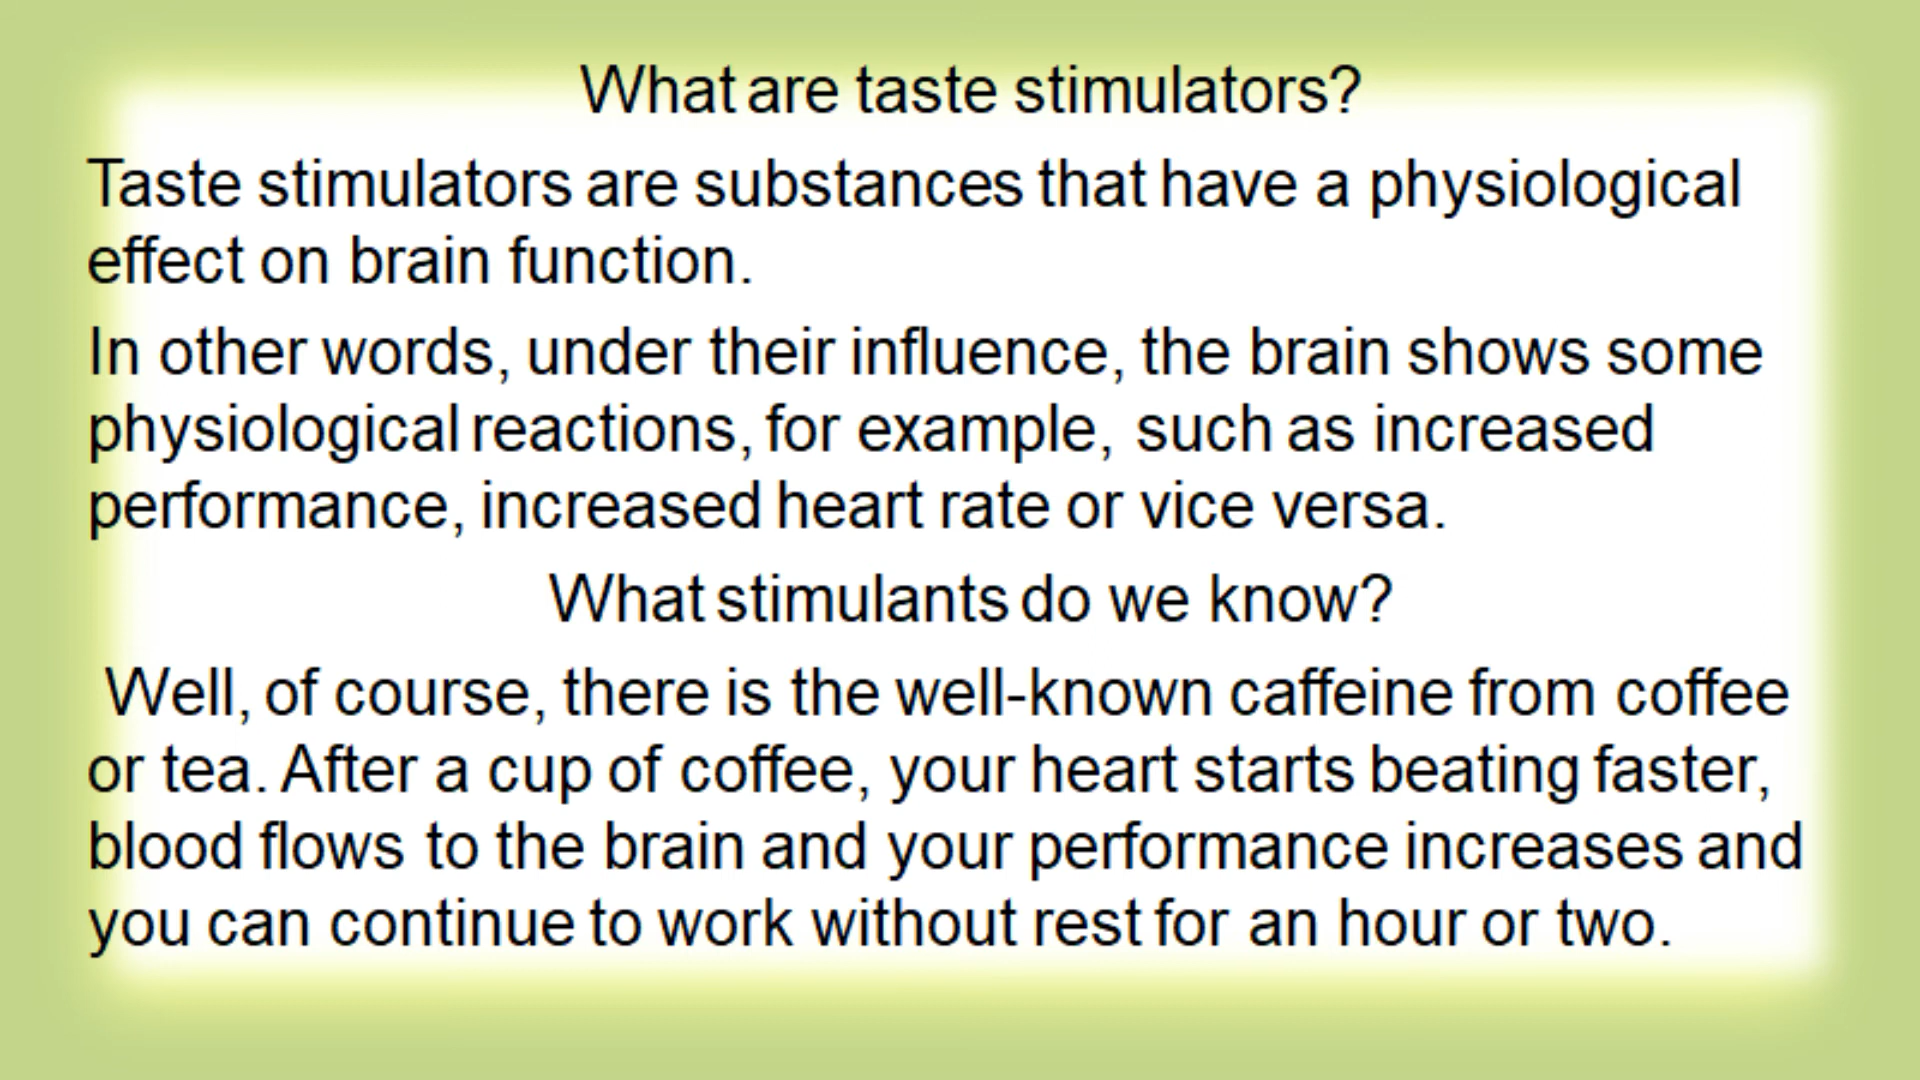 What are taste stimulators?
Taste stimulators are substances that have a physiological
effect on brain function.
In other words, under their influence, the brain shows some
physiological reactions, for example, such as increased
performance, increased heart rate or vice versa.
What stimulants do we know?
Well, of course, there is the well-known caffeine from coffee
or tea. After a cup of coffee, your heart starts beating faster,
blood flows to the brain and your performance increases and
you can continue to work without rest for an hour or two.